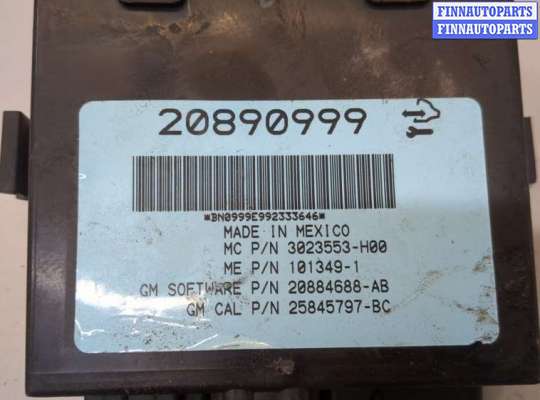 FINNAUTOPARTS
FINNAUTOPARTS
20890999
*BN0999E992333646*
MADE IN MEXICO
MC P/N 3023553-H00
ME P/N 101349-1
GM SOFTWARE P/N 20884688-AB
GM CAL P/N 25845797-BC